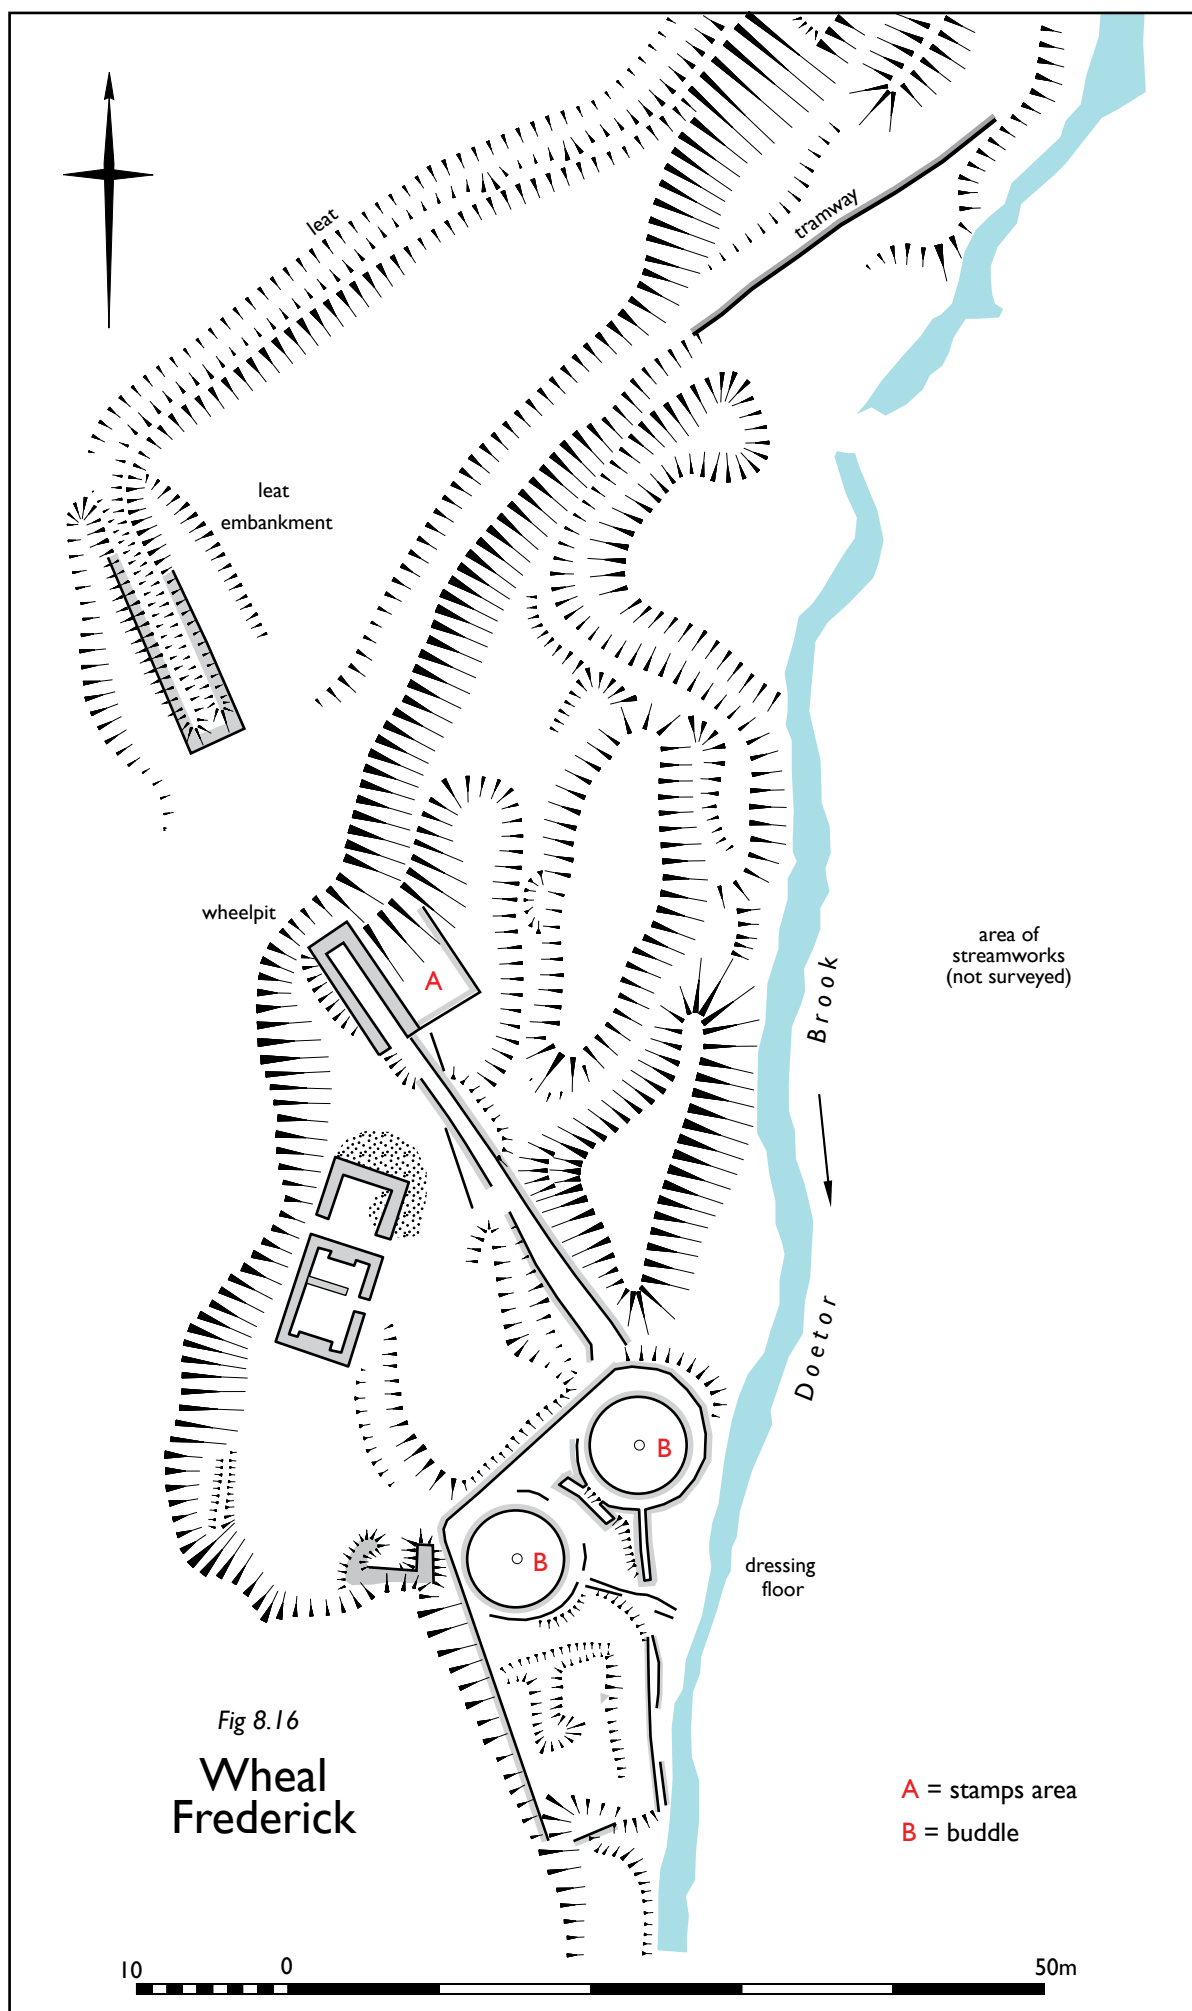 leat
tramway
leat
embankment
wheelpit
A
area of
streamworks
(not surveyed)
Doetor Brook
B
B
dressing
floor
Fig 8.16
Wheal
Frederick
A = stamps area
B = buddle
10 0 50m